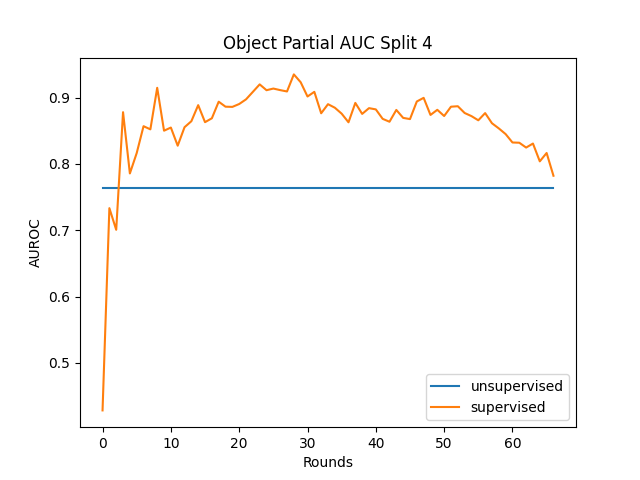 Object Partial AUC Split 4
AUROC
0.9
0.8
0.7
0.6
0.5
0 10 20 30 40 50 60
Rounds
unsupervised
supervised